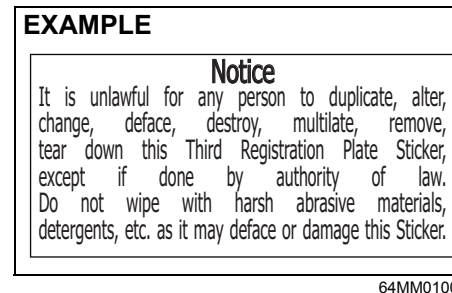 EXAMPLE
Notice
It is unlawful for any person to duplicate, alter,
change, deface, destroy, multilate, remove,
tear down this Third Registration Plate Sticker,
except if done by authority of law.
Do not wipe with harsh abrasive materials,
detergents, etc. as it may deface or damage this Sticker.
64MM0100